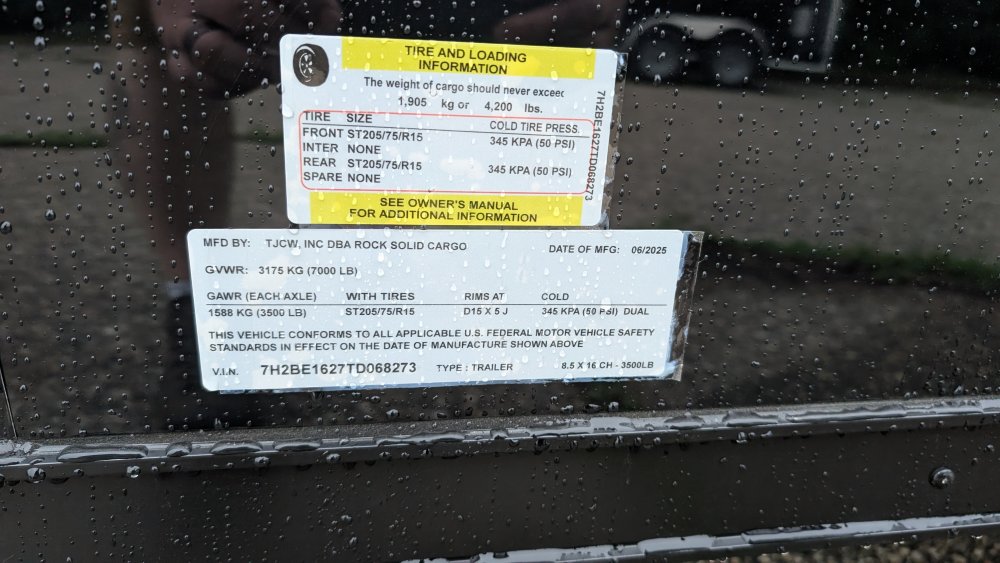 TIRE AND LOADING
INFORMATION
The weight of cargo should never exceed
1,905 kg or 4,200 lbs.
TIRE SIZE COLD TIRE PRESS.
FRONT ST205/75/R15 345 KPA (50 PSI)
INTER NONE
REAR ST205/75/R15 345 KPA (50 PSI)
SPARE NONE
SEE OWNER'S MANUAL
FOR ADDITIONAL INFORMATION
7H2BE1627TD068273
MFD BY: TJCW, INC DBA ROCK SOLID CARGO DATE OF MFG: 06/2025
GVWR: 3175 KG (7000 LB)
GAWR (EACH AXLE) WITH TIRES RIMS AT COLD
1588 KG (3500 LB) ST205/75/R15 D15 X 5 J 345 KPA (50 PSI) DUAL
THIS VEHICLE CONFORMS TO ALL APPLICABLE U.S. FEDERAL MOTOR VEHICLE SAFETY
STANDARDS IN EFFECT ON THE DATE OF MANUFACTURE SHOWN ABOVE
V.I.N. 7H2BE1627TD068273 TYPE : TRAILER 8.5 X 16 CH - 3500LB